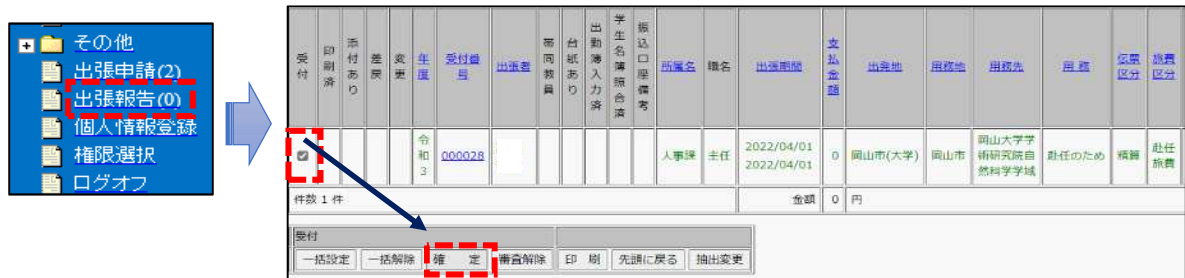 その他
出張申請(2)
出張報告(0)
個人情報登録
権限選択
ログオフ
受付 印刷済 添付あり 差戻 変更 年度 受付番号 出張者 帯同教員 台紙あり 出勤簿入力済 学生名簿照合済 振込口座備考 所属名 職名 出張期間 支払金額 出発地 用務地 用務先 用務 伝票区分 旅費区分
令和3 000028 人事課 主任 2022/04/01 2022/04/01 0 岡山市(大学) 岡山市 岡山大学学術研究院自然科学学域 赴任のため 精算 赴任旅費
件数 1 件 金額 0 円
受付
一括設定 一括解除 確 定 審査解除 印 刷 先頭に戻る 抽出変更